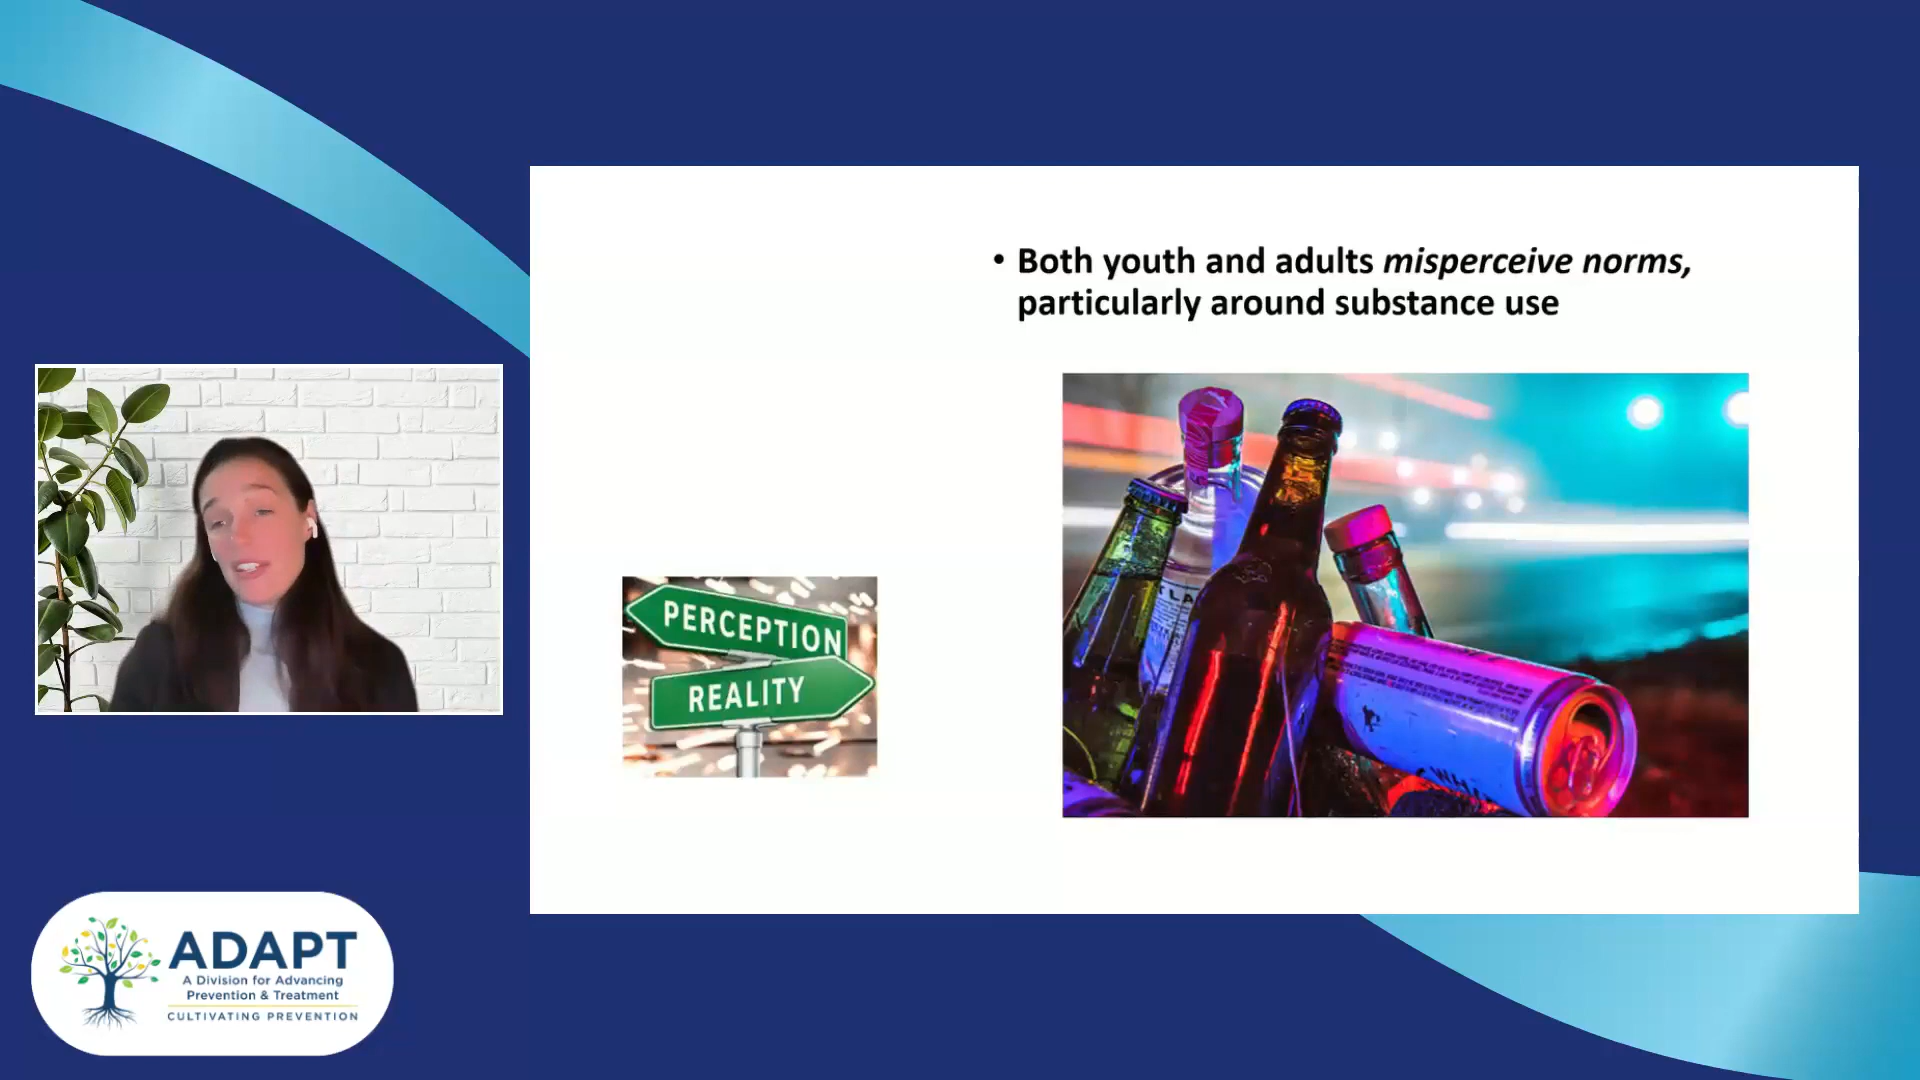 • Both youth and adults misperceive norms,
particularly around substance use
PERCEPTION
REALITY
ADAPT
A Division for Advancing
Prevention & Treatment
CULTIVATING PREVENTION